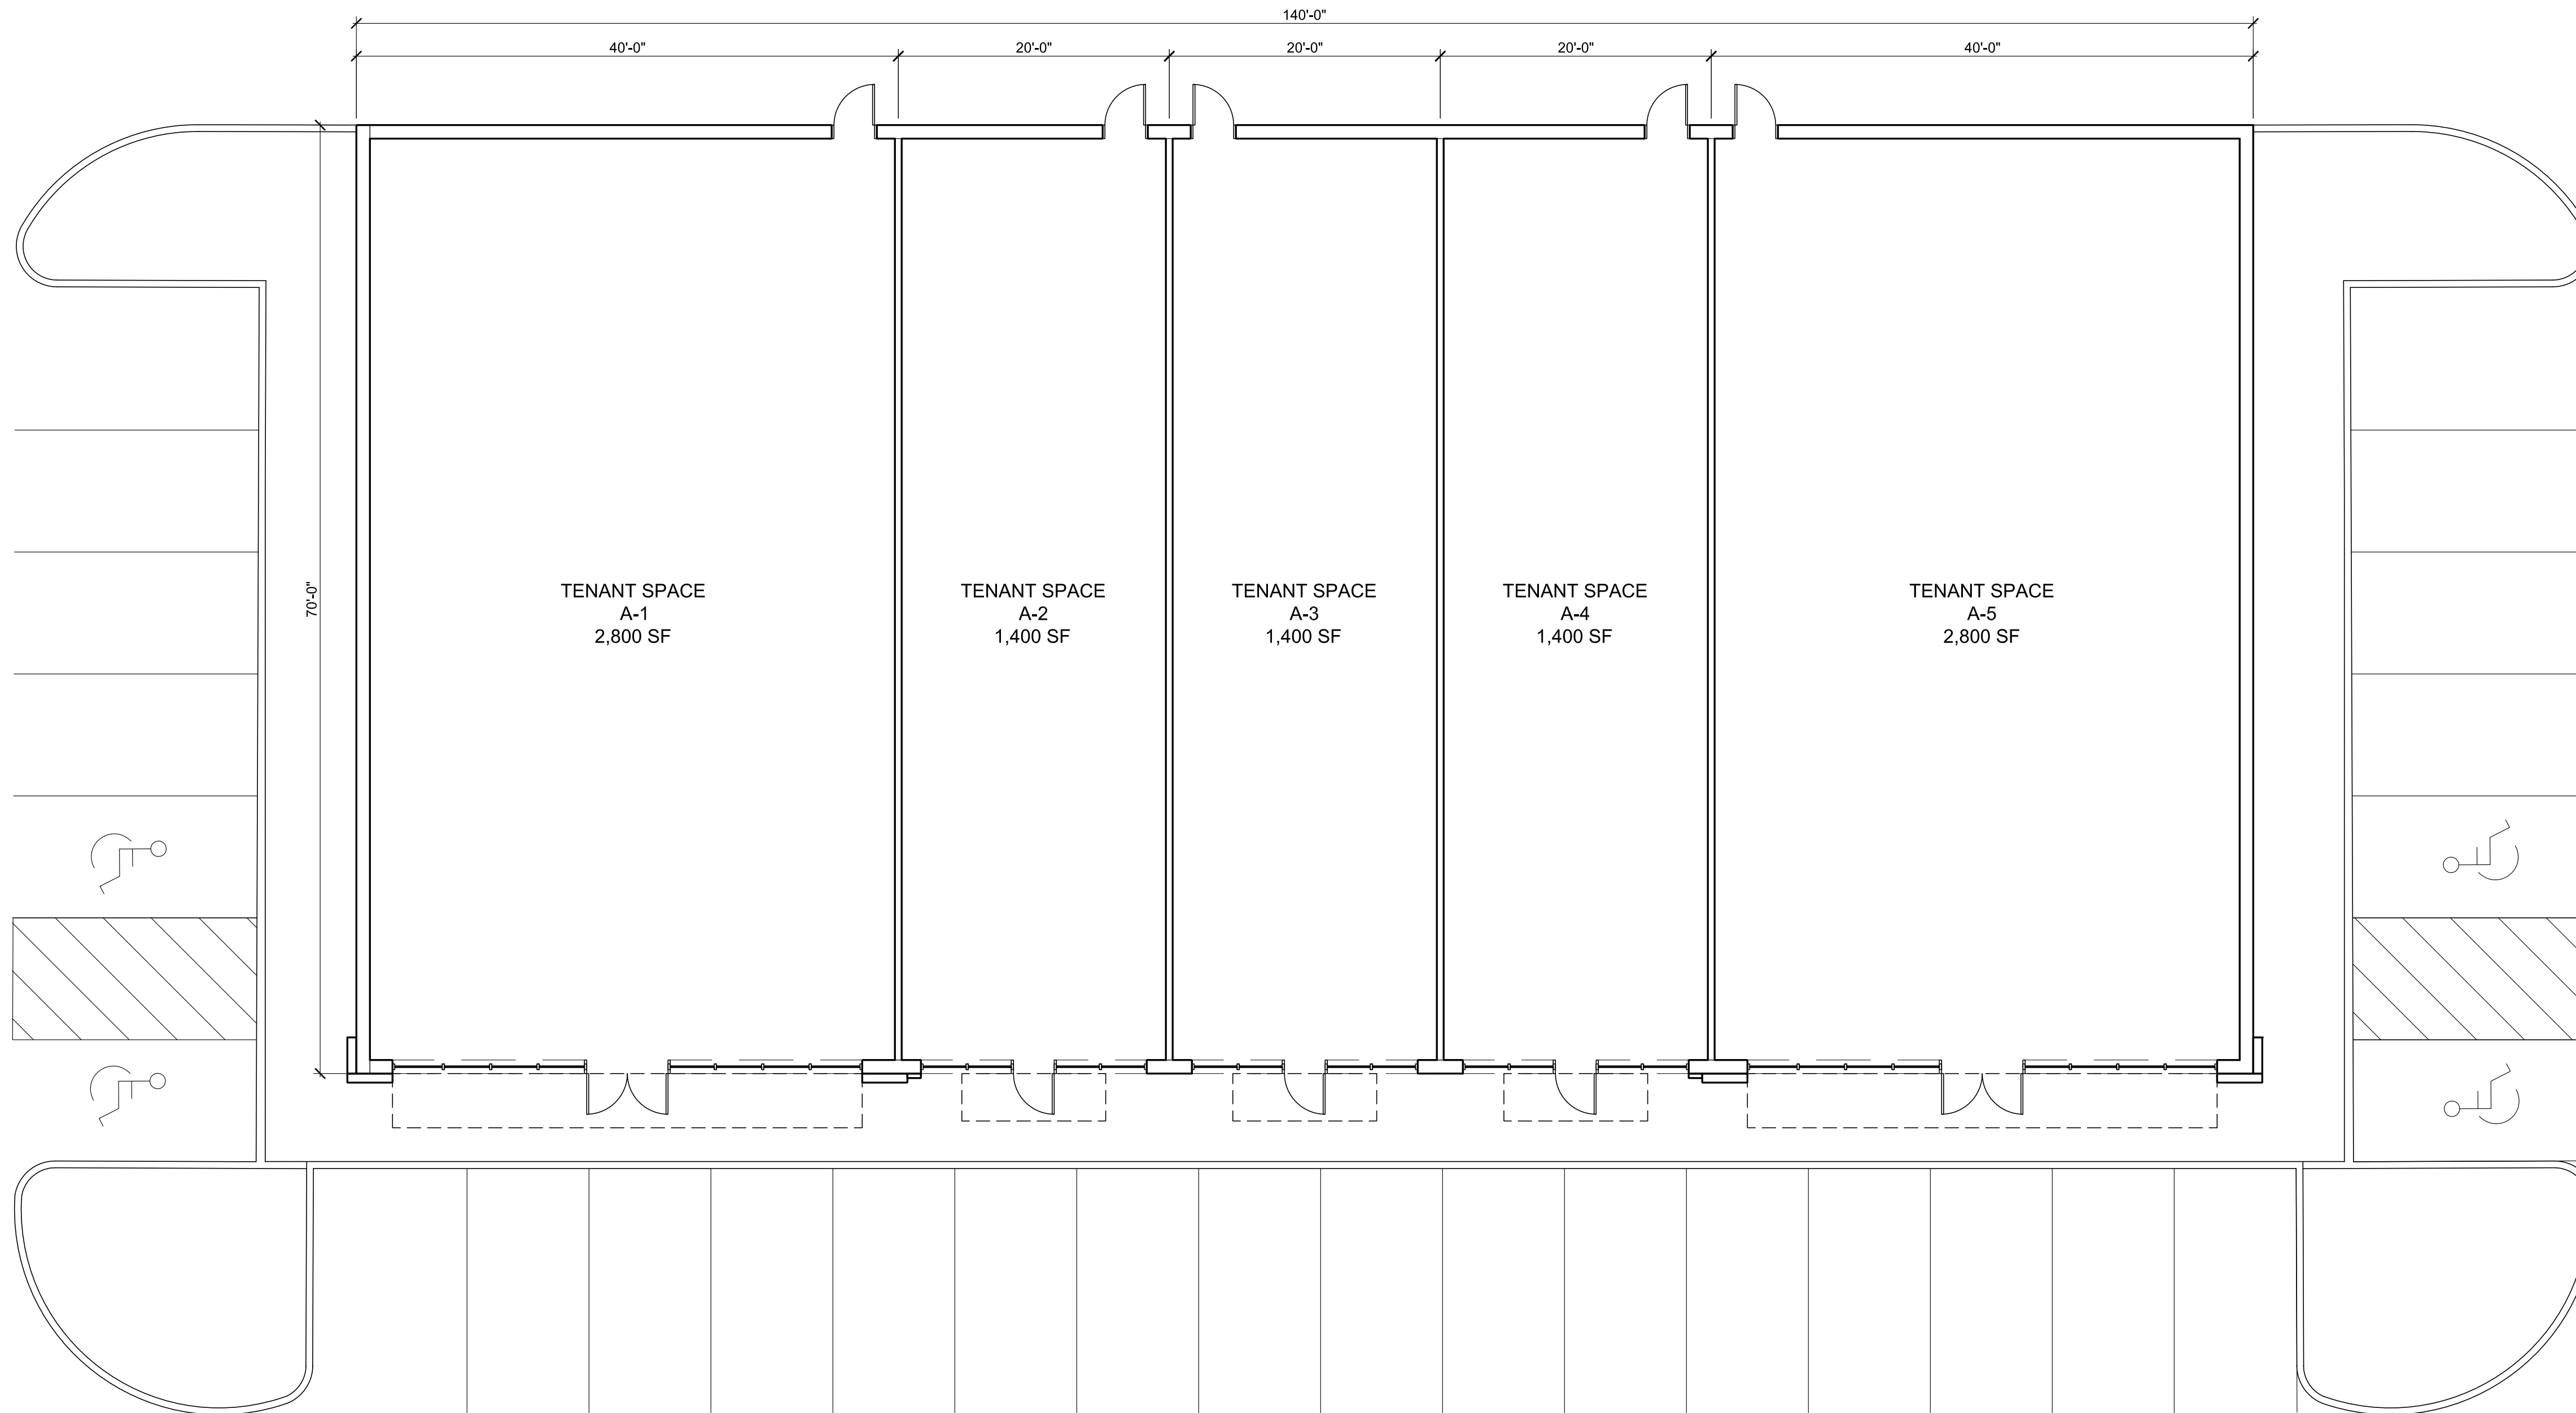 140'-0"
40'-0"
20'-0"
20'-0"
20'-0"
40'-0"
70'-0"
TENANT SPACE
A-1
2,800 SF
TENANT SPACE
A-2
1,400 SF
TENANT SPACE
A-3
1,400 SF
TENANT SPACE
A-4
1,400 SF
TENANT SPACE
A-5
2,800 SF